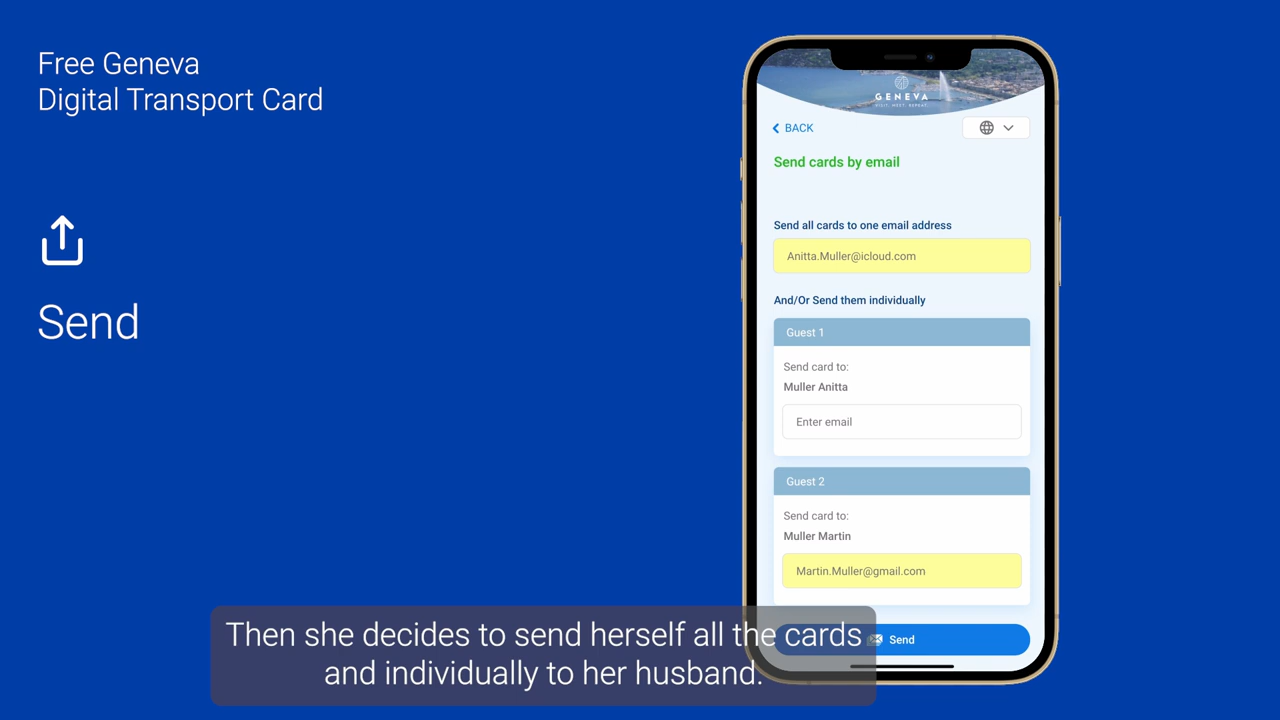 Free Geneva
Digital Transport Card
Send
GENEVA
VISIT. MEET. REPEAT.
BACK
Send cards by email
Send all cards to one email address
Anitta.Muller@icloud.com
And/Or Send them individually
Guest 1
Send card to:
Muller Anitta
Enter email
Guest 2
Send card to:
Muller Martin
Martin.Muller@gmail.com
Send
Then she decides to send herself all the cards
and individually to her husband.